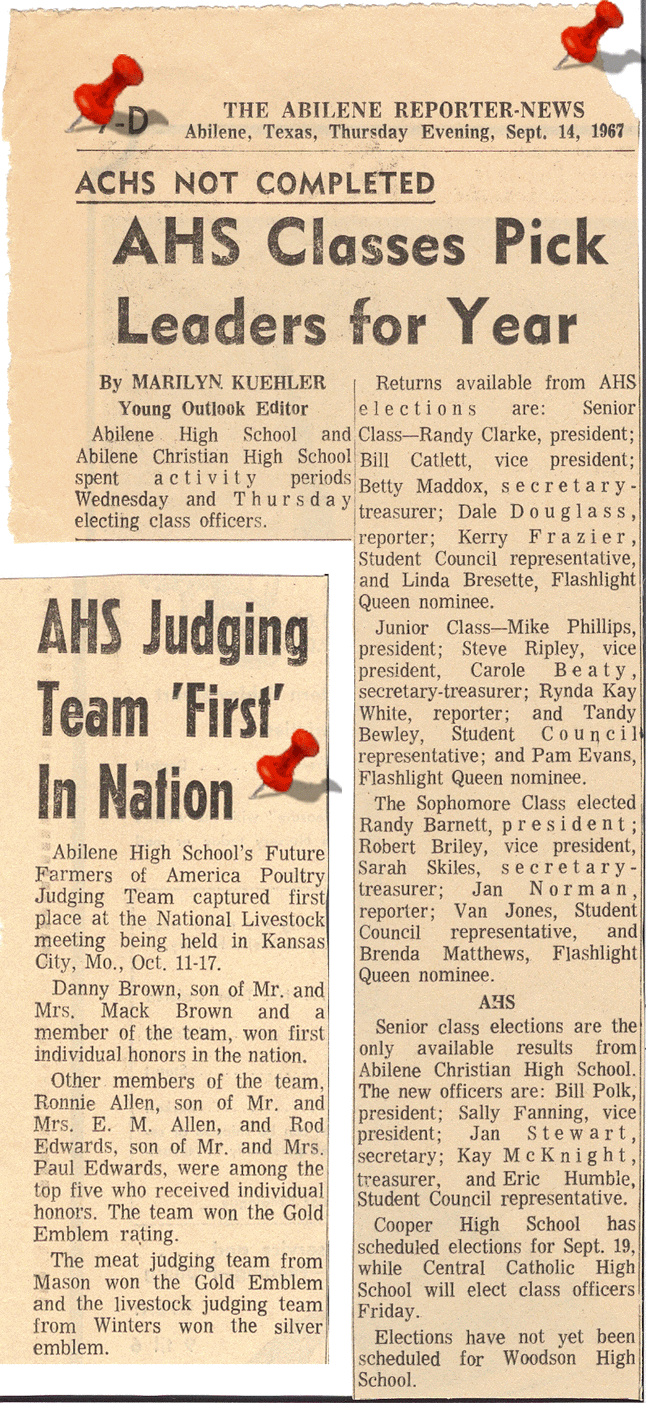 7-D
THE ABILENE REPORTER-NEWS
Abilene, Texas, Thursday Evening, Sept. 14, 1967
ACHS NOT COMPLETED
AHS Classes Pick
Leaders for Year
By MARILYN KUEHLER
Young Outlook Editor
Abilene High School and
Abilene Christian High School
spent activity periods
Wednesday and Thursday
electing class officers.
Returns available from AHS
elections are: Senior
Class—Randy Clarke, president;
Bill Catlett, vice president;
Betty Maddox, secretary-
treasurer; Dale Douglass,
reporter; Kerry Frazier,
Student Council representative,
and Linda Bresette, Flashlight
Queen nominee.
Junior Class—Mike Phillips,
president; Steve Ripley, vice
president, Carole Beaty,
secretary-treasurer; Rynda Kay
White, reporter; and Tandy
Bewley, Student Council
representative; and Pam Evans,
Flashlight Queen nominee.
The Sophomore Class elected
Randy Barnett, president;
Robert Briley, vice president,
Sarah Skiles, secretary-
treasurer; Jan Norman,
reporter; Van Jones, Student
Council representative, and
Brenda Matthews, Flashlight
Queen nominee.
AHS
Senior class elections are the
only available results from
Abilene Christian High School.
The new officers are: Bill Polk,
president; Sally Fanning, vice
president; Jan Stewart,
secretary; Kay McKnight,
treasurer, and Eric Humble,
Student Council representative.
Cooper High School has
scheduled elections for Sept. 19,
while Central Catholic High
School will elect class officers
Friday.
Elections have not yet been
scheduled for Woodson High
School.
AHS Judging
Team 'First'
In Nation
Abilene High School's Future
Farmers of America Poultry
Judging Team captured first
place at the National Livestock
meeting being held in Kansas
City, Mo., Oct. 11-17.
Danny Brown, son of Mr. and
Mrs. Mack Brown and a
member of the team, won first
individual honors in the nation.
Other members of the team,
Ronnie Allen, son of Mr. and
Mrs. E. M. Allen, and Rod
Edwards, son of Mr. and Mrs.
Paul Edwards, were among the
top five who received individual
honors. The team won the Gold
Emblem rating.
The meat judging team from
Mason won the Gold Emblem
and the livestock judging team
from Winters won the silver
emblem.